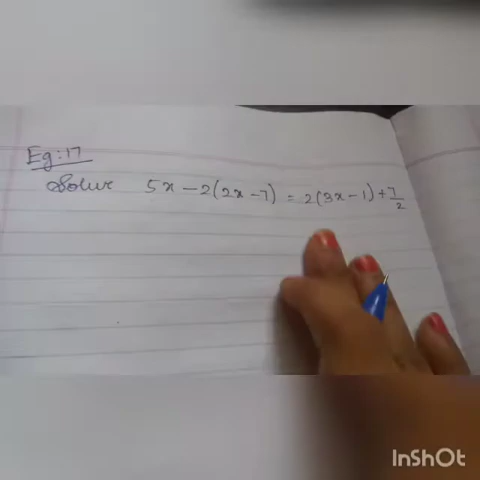 Eg:17
Solve 5x - 2(2x - 7) = 2(3x - 1) + 7/2
InShOt